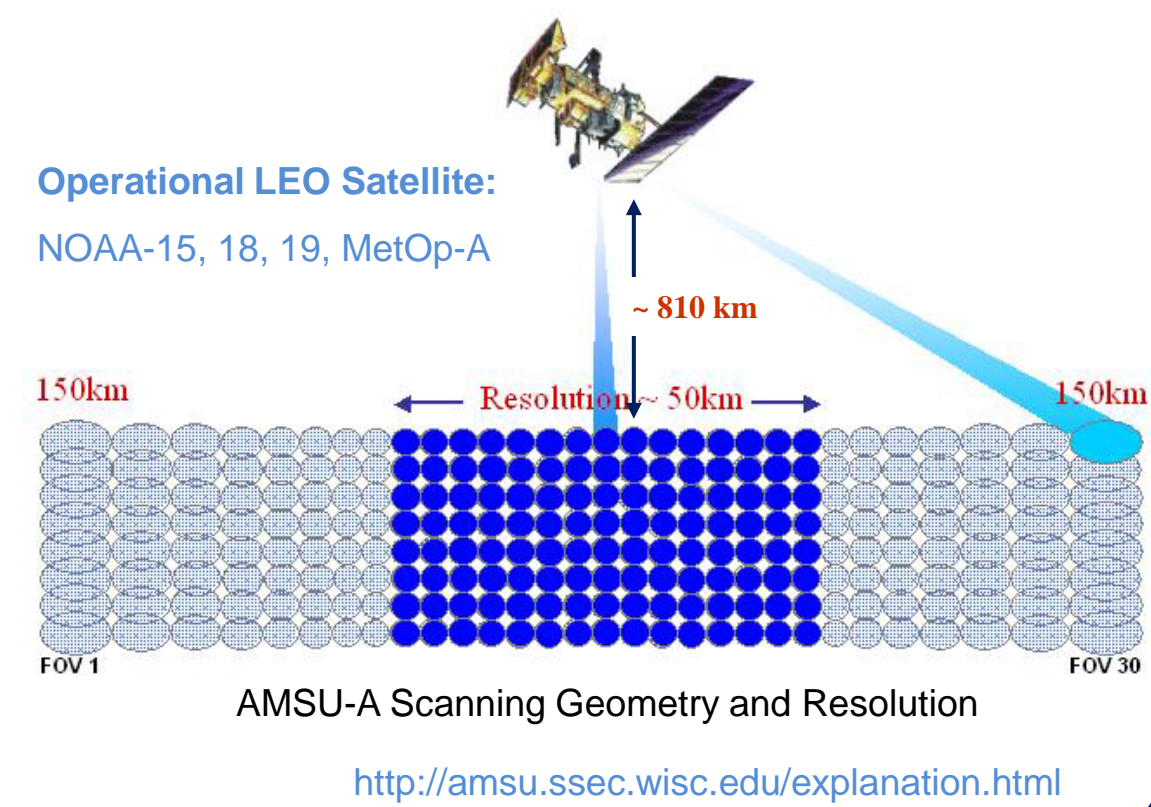 Operational LEO Satellite:
NOAA-15, 18, 19, MetOp-A
~ 810 km
150km
Resolution ~ 50km
150km
FOV 1
FOV 30
AMSU-A Scanning Geometry and Resolution
http://amsu.ssec.wisc.edu/explanation.html